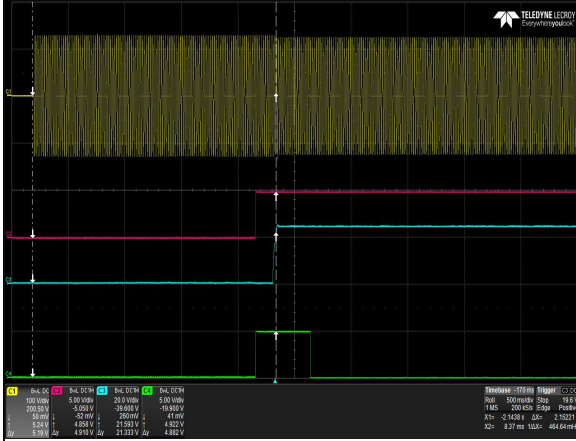 TELEDYNE LECROY
Everywhereyoulook™
C1
C2
C3
C4
C1 BwL DC C2 BwL DC1M C3 BwL DC1M C4 BwL DC1M
100 V/div 5.00 V/div 20.0 V/div 5.00 V/div
200.50 V -5.050 V -39.600 V -19.900 V
↓ 50 mV ↓ -52 mV ↓ 260 mV ↓ 41 mV
↑ 5.24 V ↑ 4.858 V ↑ 21.593 V ↑ 4.922 V
Δy 5.19 V Δy 4.910 V Δy 21.333 V Δy 4.882 V
Timebase -170 ms Trigger C3 DC
Roll 500 ms/div Stop 19.6 V
1 MS 200 kS/s Edge Positive
X1= -2.1438 s ΔX= 2.15221
X2= 8.37 ms 1/ΔX= 464.64 mH